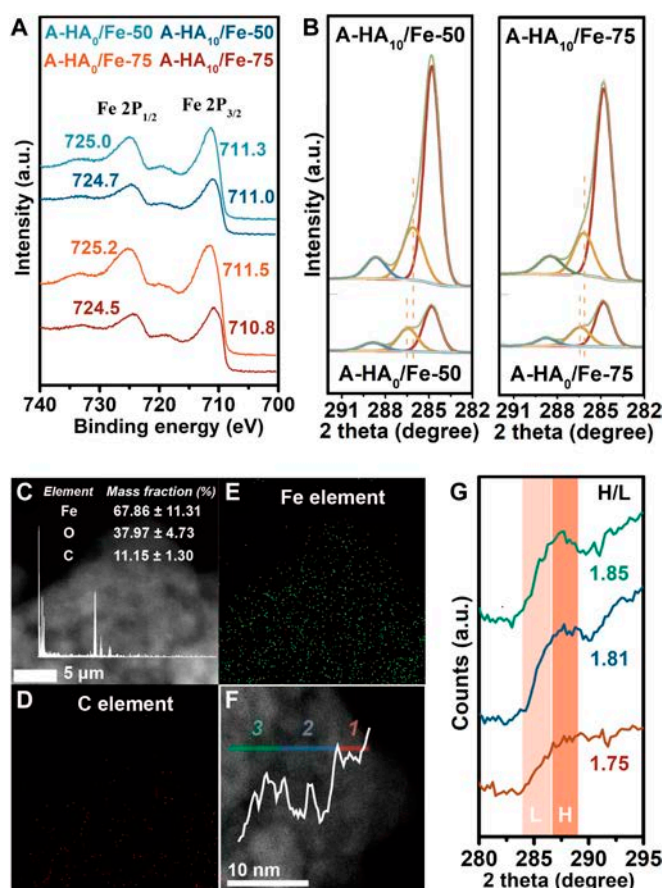 A
A-HA0/Fe-50 A-HA10/Fe-50
A-HA0/Fe-75 A-HA10/Fe-75
Fe 2P1/2 Fe 2P3/2
725.0 711.3
724.7 711.0
725.2 711.5
724.5 710.8
Intensity (a.u.)
740 730 720 710 700
Binding energy (eV)
B
A-HA10/Fe-50 A-HA10/Fe-75
Intensity (a.u.)
A-HA0/Fe-50 A-HA0/Fe-75
291 288 285 282 291 288 285 282
2 theta (degree) 2 theta (degree)
C
Element Mass fraction (%)
Fe 67.86 ± 11.31
O 37.97 ± 4.73
C 11.15 ± 1.30
5 μm
E Fe element
D C element
F
3 2 1
10 nm
G
H/L
1.85
1.81
1.75
L H
Counts (a.u.)
280 285 290 295
2 theta (degree)